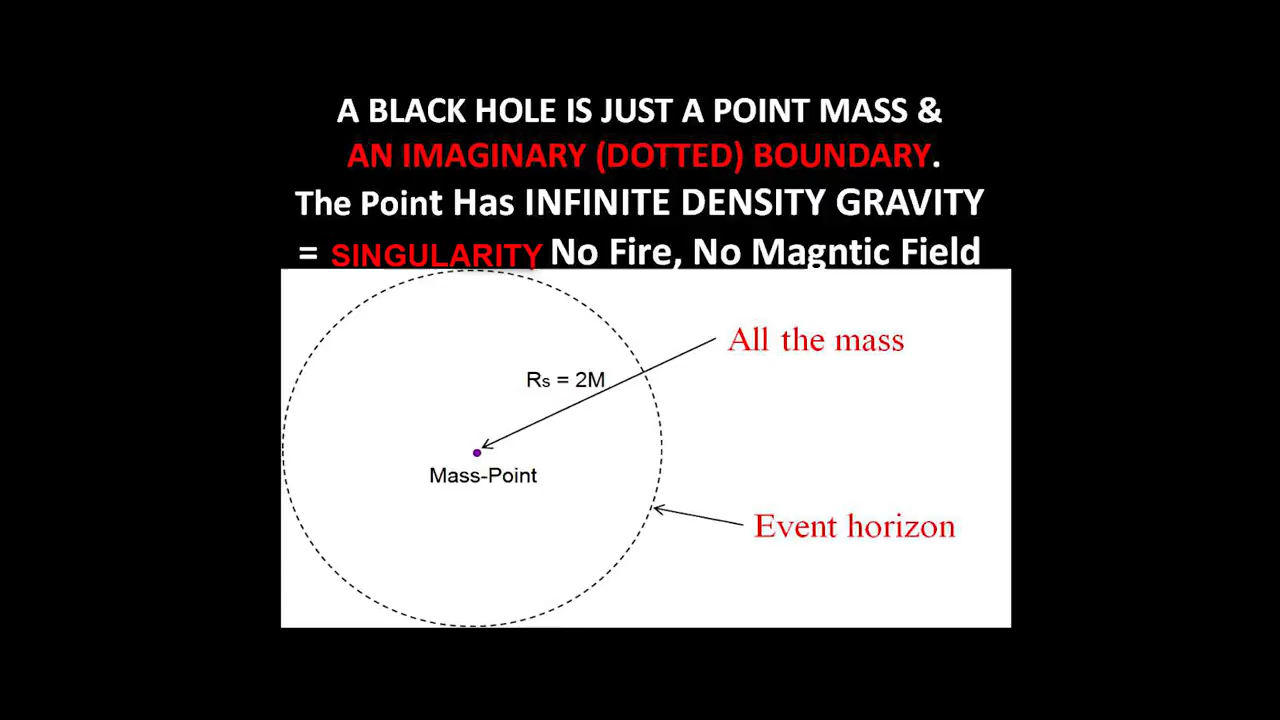 A BLACK HOLE IS JUST A POINT MASS &
AN IMAGINARY (DOTTED) BOUNDARY.
The Point Has INFINITE DENSITY GRAVITY
= SINGULARITY No Fire, No Magntic Field
All the mass
Rs = 2M
Mass-Point
Event horizon